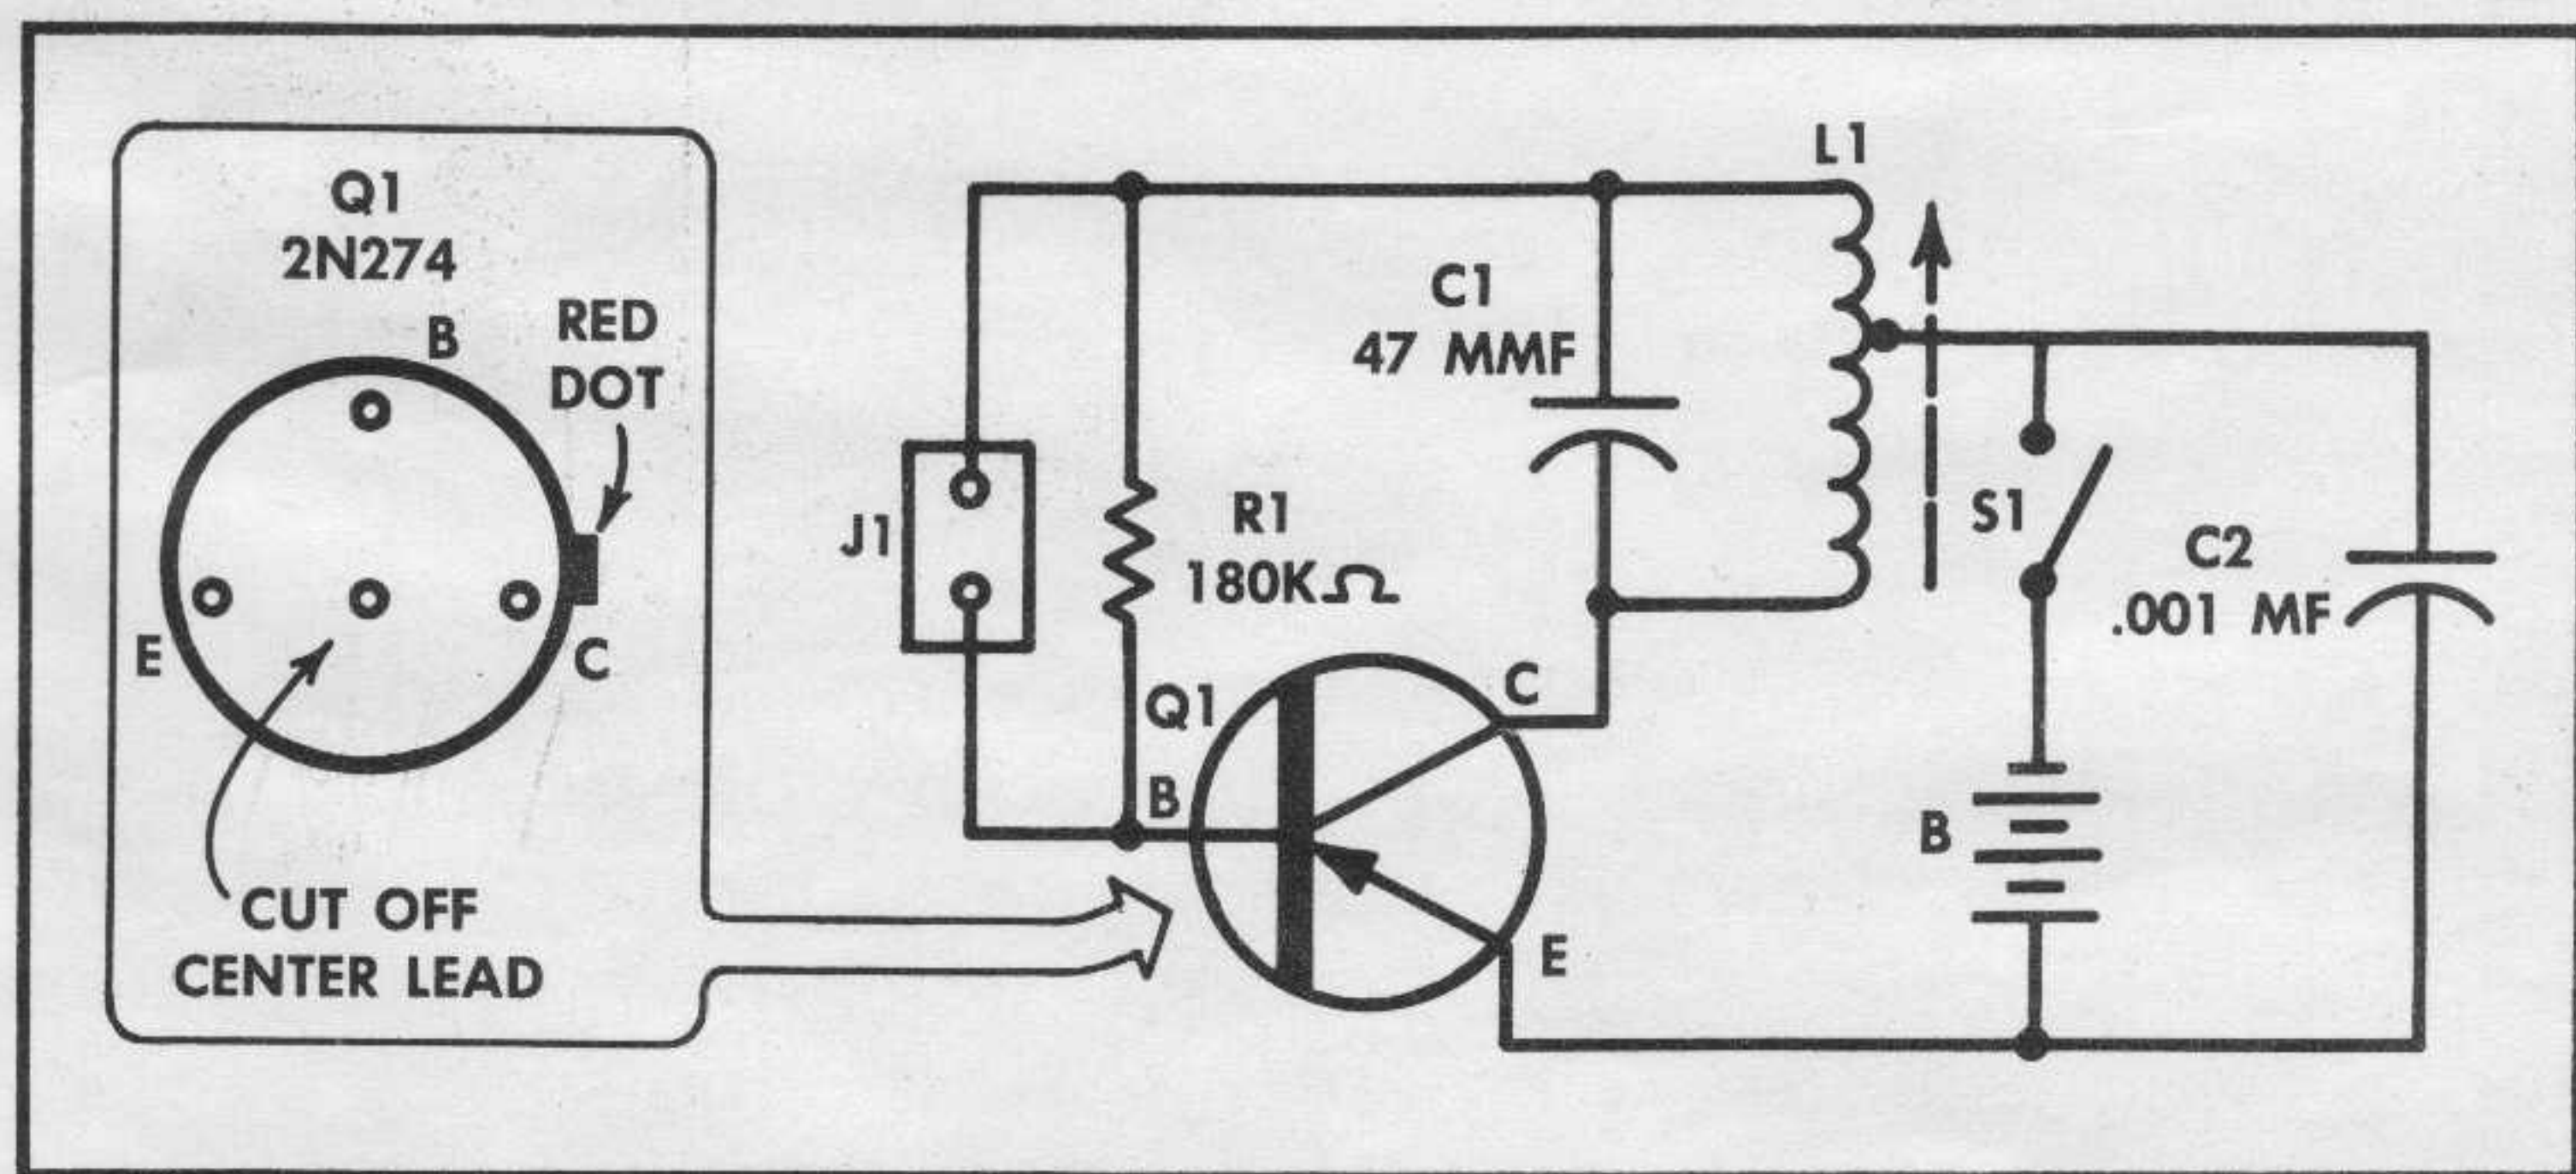 Q1
2N274
B
RED
DOT
E
C
CUT OFF
CENTER LEAD
L1
C1
47 MMF
J1
R1
180KΩ
S1
C2
.001 MF
Q1
C
B
E
B